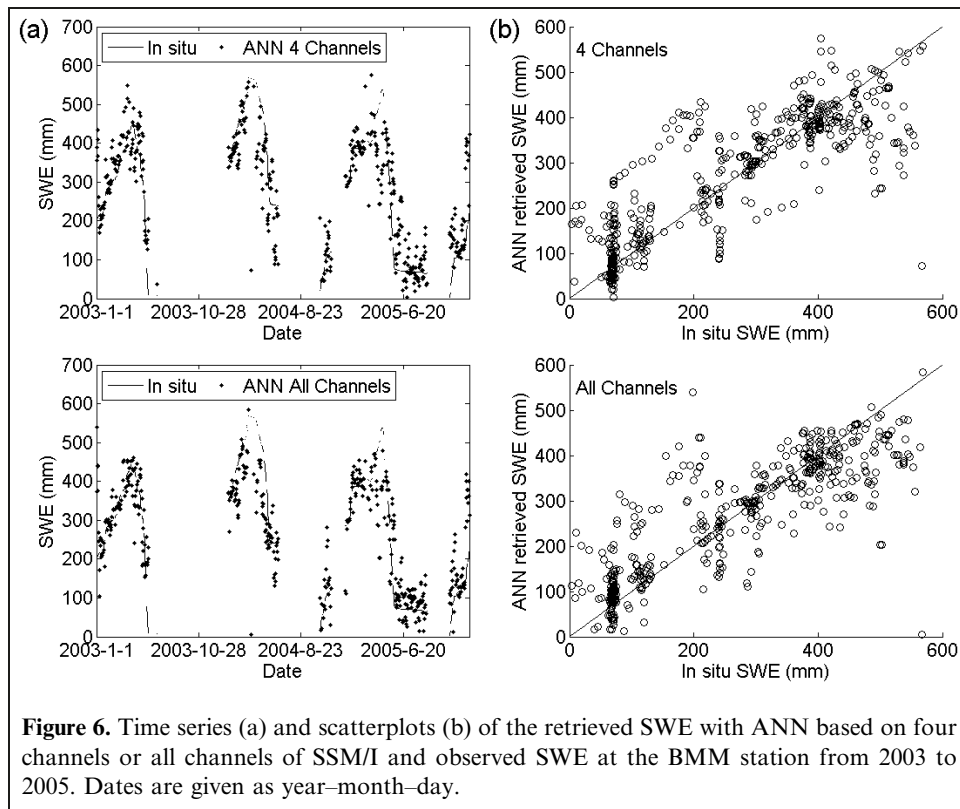 (a)
700
600
500
400
300
200
100
0
SWE (mm)
In situ
ANN 4 Channels
2003-1-1
2003-10-28
2004-8-23
2005-6-20
Date
(b)
600
500
400
300
200
100
0
ANN retrieved SWE (mm)
4 Channels
0
200
400
600
In situ SWE (mm)
700
600
500
400
300
200
100
0
SWE (mm)
In situ
ANN All Channels
2003-1-1
2003-10-28
2004-8-23
2005-6-20
Date
600
500
400
300
200
100
0
ANN retrieved SWE (mm)
All Channels
0
200
400
600
In situ SWE (mm)
Figure 6. Time series (a) and scatterplots (b) of the retrieved SWE with ANN based on four
channels or all channels of SSM/I and observed SWE at the BMM station from 2003 to
2005. Dates are given as year–month–day.